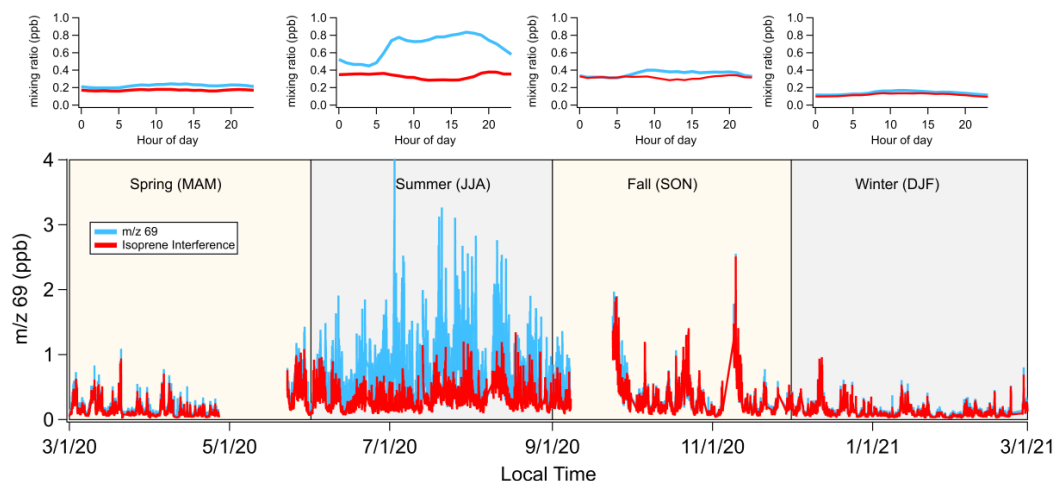 mixing ratio (ppb)
1.0
0.8
0.6
0.4
0.2
0.0
0 5 10 15 20
Hour of day
mixing ratio (ppb)
1.0
0.8
0.6
0.4
0.2
0.0
0 5 10 15 20
Hour of day
mixing ratio (ppb)
1.0
0.8
0.6
0.4
0.2
0.0
0 5 10 15 20
Hour of day
mixing ratio (ppb)
1.0
0.8
0.6
0.4
0.2
0.0
0 5 10 15 20
Hour of day
m/z 69 (ppb)
4
3
2
1
0
Spring (MAM) Summer (JJA) Fall (SON) Winter (DJF)
m/z 69
Isoprene Interference
3/1/20 5/1/20 7/1/20 9/1/20 11/1/20 1/1/21 3/1/21
Local Time